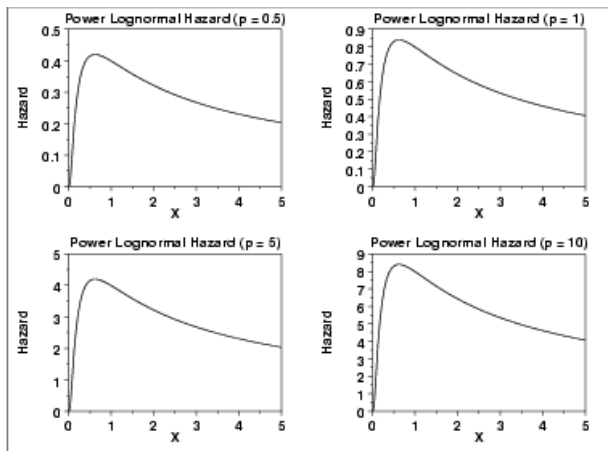 Power Lognormal Hazard (p = 0.5)
0.5
0.4
0.3
0.2
0.1
0
Hazard
0 1 2 3 4 5
X
Power Lognormal Hazard (p = 1)
0.9
0.8
0.7
0.6
0.5
0.4
0.3
0.2
0.1
0
Hazard
0 1 2 3 4 5
X
Power Lognormal Hazard (p = 5)
5
4
3
2
1
0
Hazard
0 1 2 3 4 5
X
Power Lognormal Hazard (p = 10)
9
8
7
6
5
4
3
2
1
0
Hazard
0 1 2 3 4 5
X